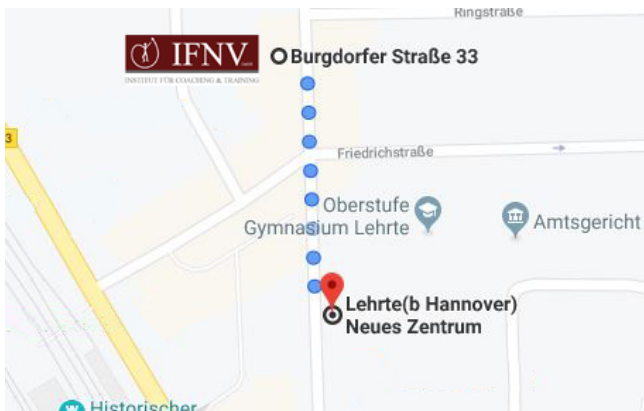 Ringstraße
IFNV
INSTITUT FÜR COACHING & TRAINING
Burgdorfer Straße 33
3
Friedrichstraße
Oberstufe
Gymnasium Lehrte
Amtsgericht
Lehrte(b Hannover)
Neues Zentrum
Historischer